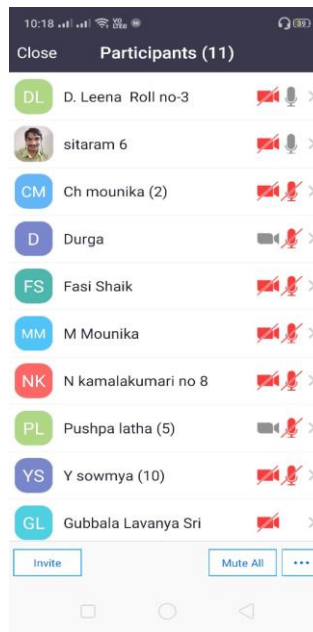 10:18
Close Participants (11)
DL D. Leena Roll no-3
sitaram 6
CM Ch mounika (2)
D Durga
FS Fasi Shaik
MM M Mounika
NK N kamalakumari no 8
PL Pushpa latha (5)
YS Y sowmya (10)
GL Gubbala Lavanya Sri
Invite Mute All